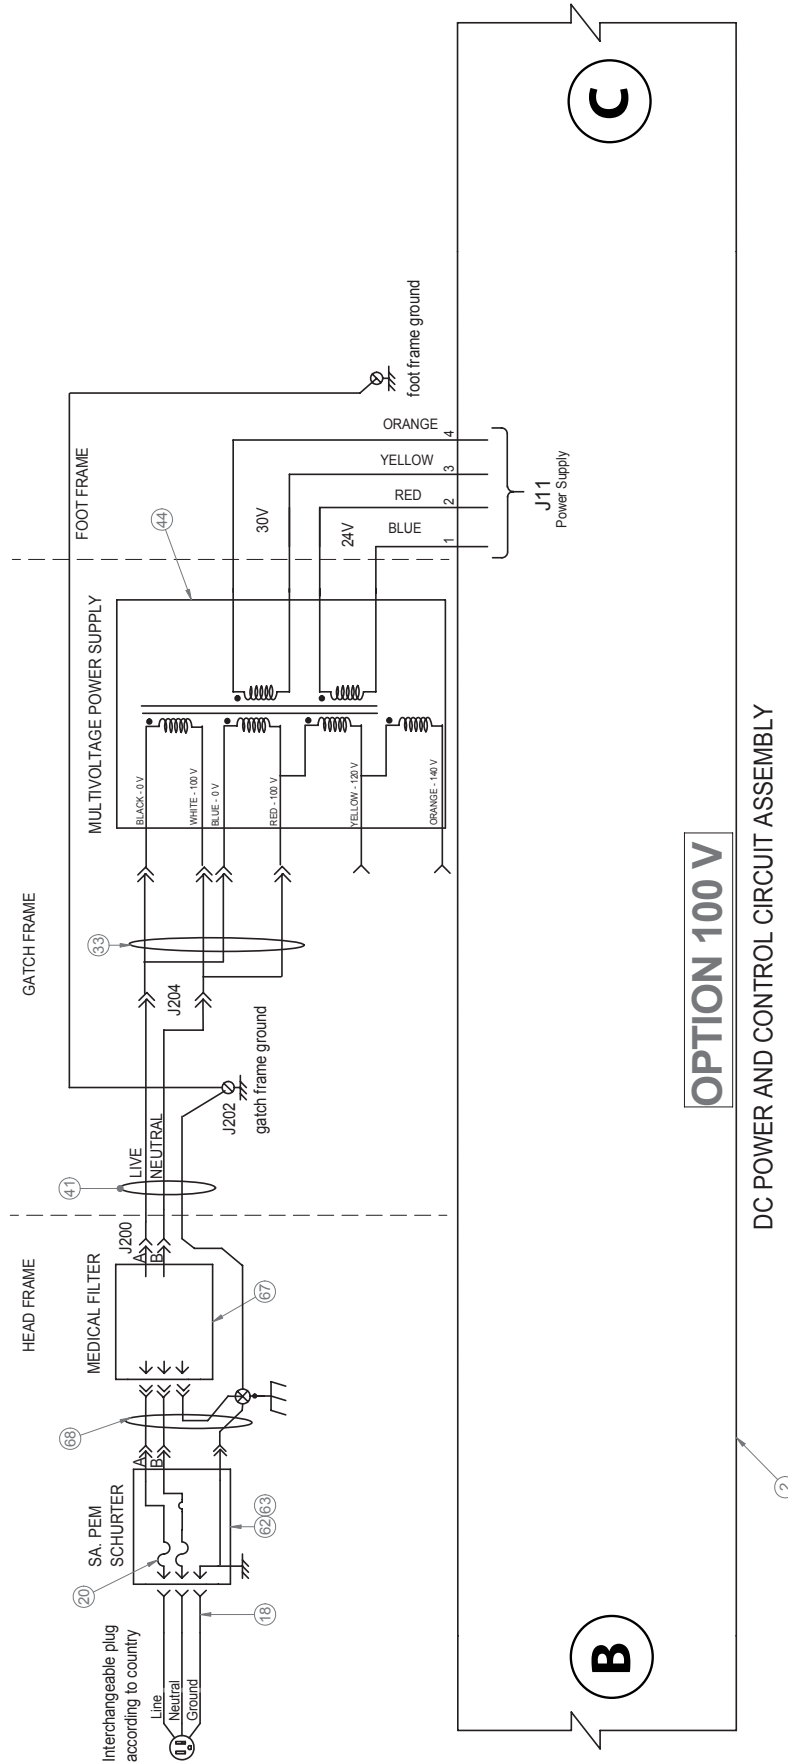 HEAD FRAME
GATCH FRAME
FOOT FRAME
Interchangeable plug
according to country
Line
Neutral
Ground
18
20
SA. PEM
SCHURTER
62
63
A
B
68
MEDICAL FILTER
67
A
B
J200
41
LIVE
NEUTRAL
J202
gatch frame ground
J204
33
MULTIVOLTAGE POWER SUPPLY
BLACK - 0 V
WHITE - 100 V
BLUE - 0 V
RED - 100 V
YELLOW - 120 V
ORANGE - 140 V
44
30V
24V
ORANGE
YELLOW
RED
BLUE
4
3
2
1
foot frame ground
J11
Power Supply
B
C
OPTION 100 V
DC POWER AND CONTROL CIRCUIT ASSEMBLY
2